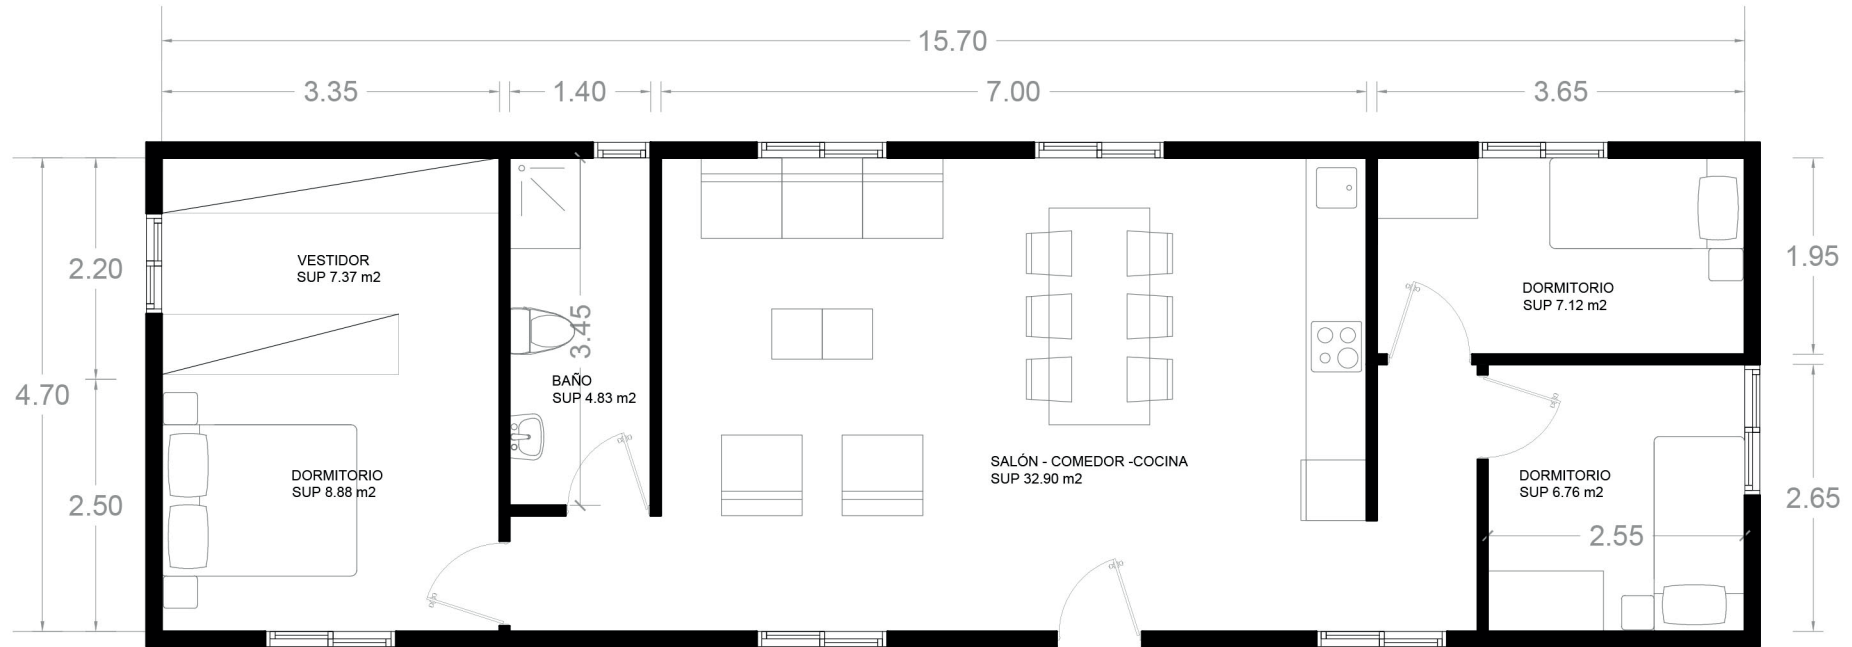 15.70
3.35
1.40
7.00
3.65
2.20
2.50
4.70
VESTIDOR
SUP 7.37 m2
DORMITORIO
SUP 8.88 m2
3.45
BAÑO
SUP 4.83 m2
SALÓN - COMEDOR -COCINA
SUP 32.90 m2
DORMITORIO
SUP 7.12 m2
DORMITORIO
SUP 6.76 m2
2.55
1.95
2.65